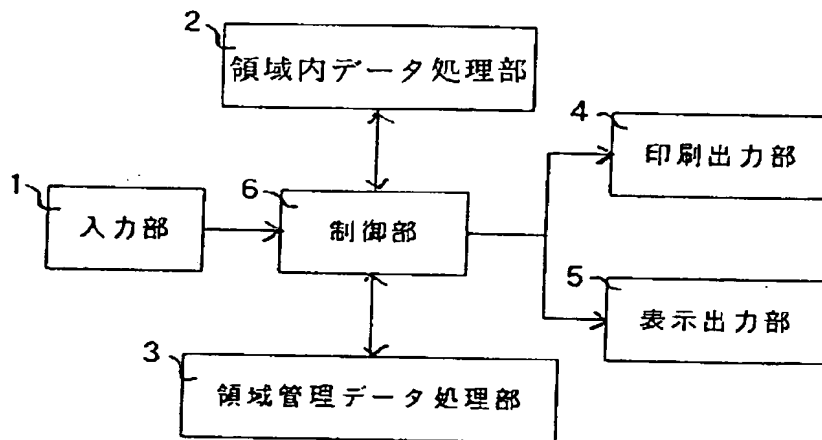 2
領域内データ処理部
4
印刷出力部
1
入力部
6
制御部
5
表示出力部
3
領域管理データ処理部